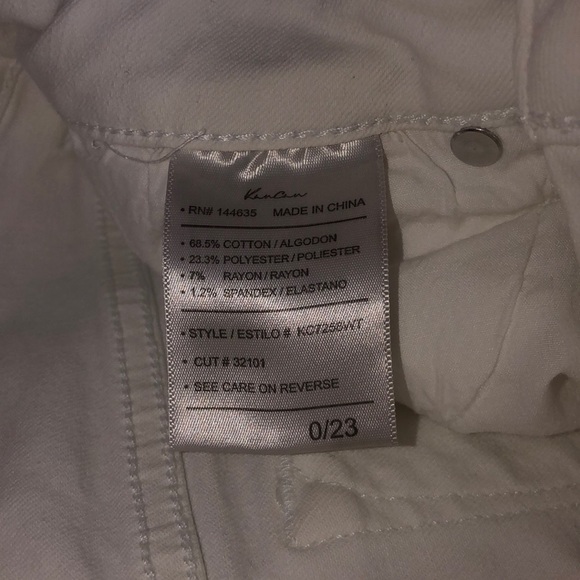 KanCan
• RN# 144635 MADE IN CHINA
• 68.5% COTTON / ALGODON
• 23.3% POLYESTER / POLIESTER
• 7% RAYON / RAYON
• 1.2% SPANDEX / ELASTANO
• STYLE / ESTILO # KC7258WT
• CUT # 32101
• SEE CARE ON REVERSE
0/23